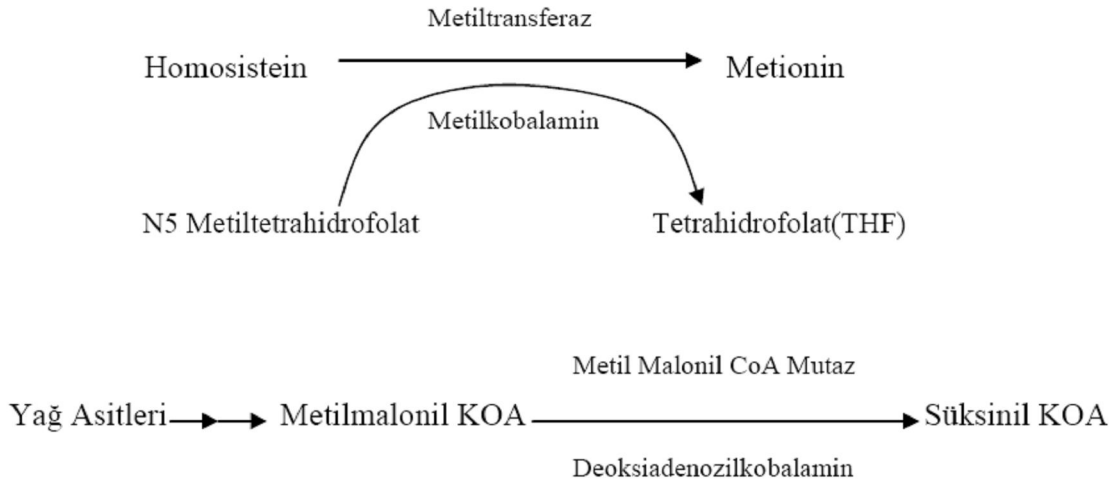 Metiltransferaz
Homosistein Metionin
Metilkobalamin
N5 Metiltetrahidrofolat Tetrahidrofolat(THF)
Metil Malonil CoA Mutaz
Yağ Asitleri Metilmalonil KOA Süksinil KOA
Deoksiadenozilkobalamin